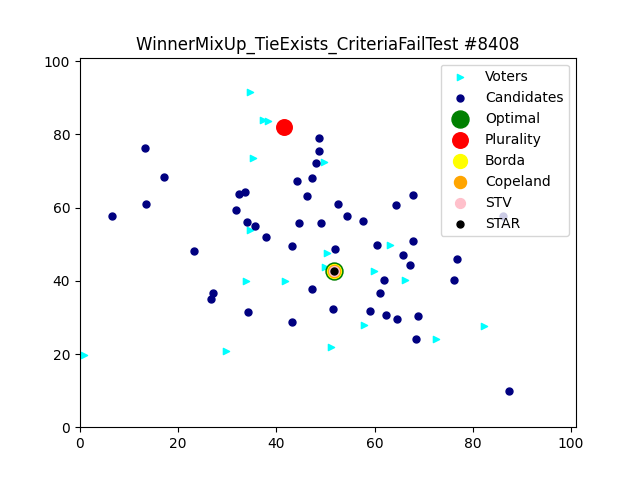 WinnerMixUp_TieExists_CriteriaFailTest #8408
100
80
60
40
20
0
0
20
40
60
80
100
Voters
Candidates
Optimal
Plurality
Borda
Copeland
STV
STAR